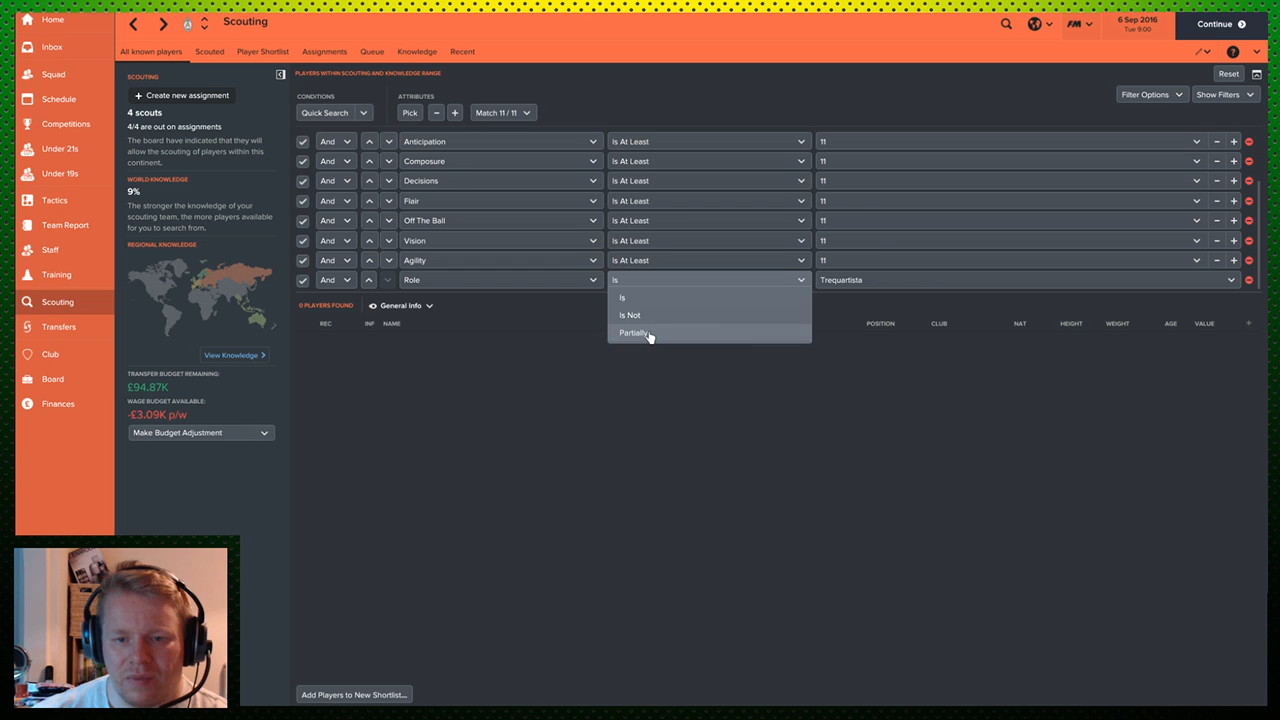 Home
Scouting
6 Sep 2016
Tue 9:00
FM
Continue
Inbox
All known players Scouted Player Shortlist Assignments Queue Knowledge Recent
Squad
Schedule
Competitions
Under 21s
Under 19s
Tactics
Team Report
Staff
Training
Scouting
Transfers
Club
Board
Finances
SCOUTING
+ Create new assignment
4 scouts
4/4 are out on assignments
The board have indicated that they will
allow the scouting of players within this
continent.
WORLD KNOWLEDGE
9%
The stronger the knowledge of your
scouting team, the more players available
for you to search from.
REGIONAL KNOWLEDGE
View Knowledge
TRANSFER BUDGET REMAINING:
£94.87K
WAGE BUDGET AVAILABLE:
-£3.09K p/w
Make Budget Adjustment
PLAYERS WITHIN SCOUTING AND KNOWLEDGE RANGE
Reset
CONDITIONS ATTRIBUTES
Filter Options Show Filters
Quick Search Pick - + Match 11 / 11
And Anticipation Is At Least 11 - +
And Composure Is At Least 11 - +
And Decisions Is At Least 11 - +
And Flair Is At Least 11 - +
And Off The Ball Is At Least 11 - +
And Vision Is At Least 11 - +
And Agility Is At Least 11 - +
And Role Is Trequartista
Is
Is Not
Partially
0 PLAYERS FOUND General Info
REC INF NAME POSITION CLUB NAT HEIGHT WEIGHT AGE VALUE +
Add Players to New Shortlist...